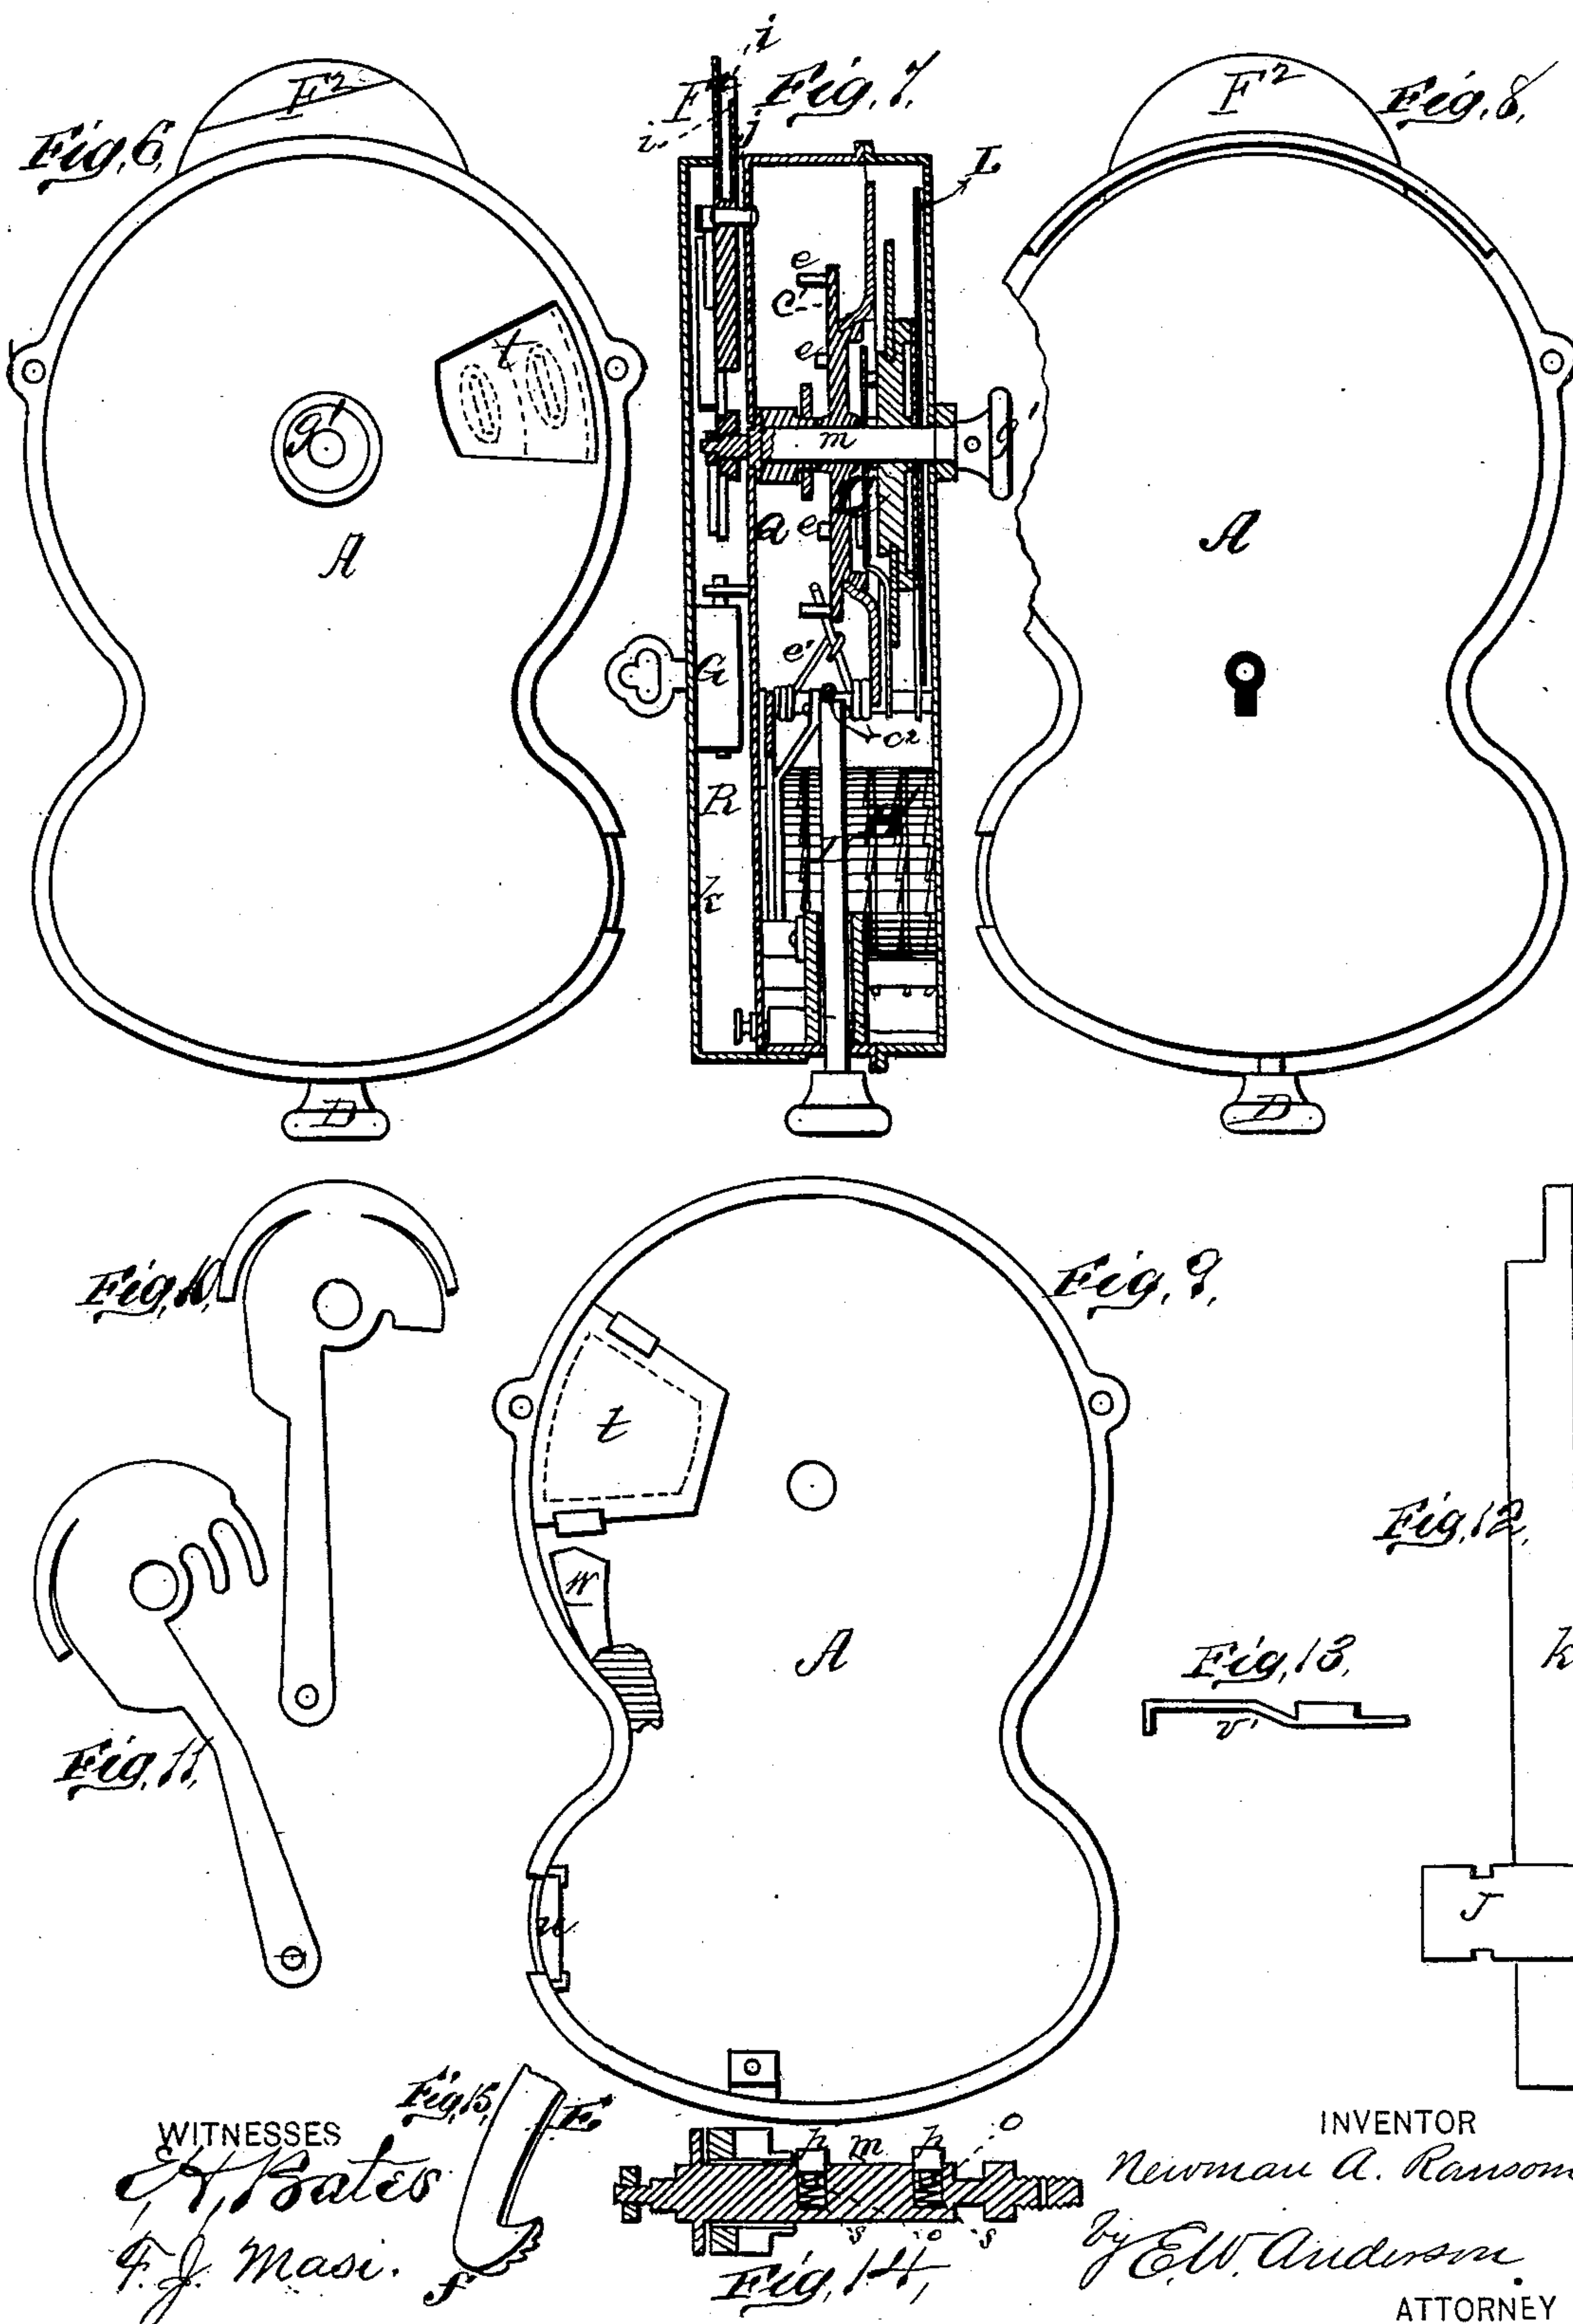 Fig. 6.
F²
t
g'
A
D
Fig. 7.
i
i
j
L
e
C'
e
m
g'
a
e
e'
G
R
Fig. 8.
F²
A
D
Fig. 10.
Fig. 9.
t
W
A
u
Fig. 11.
Fig. 12.
k
J
Fig. 13.
v'
Fig. 15.
E'
f
h
m
h
o
s
o
s
Fig. 14.
WITNESSES
F. J. Masi.
INVENTOR
Newman A. Ransom
by E. W. Anderson
ATTORNEY